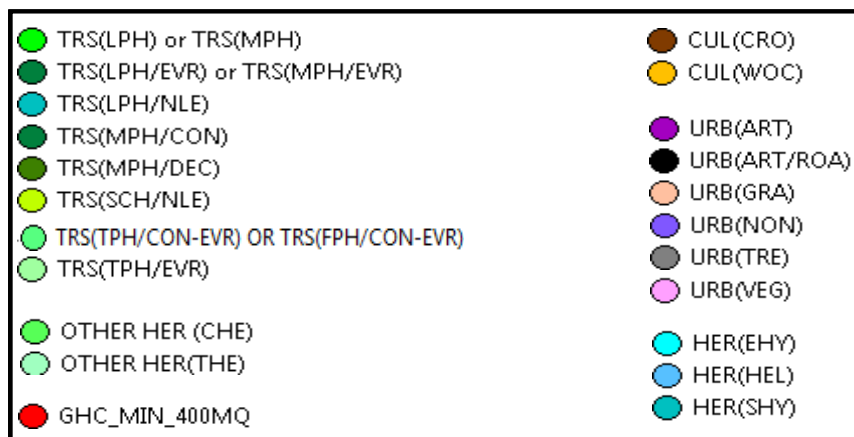 TRS(LPH) or TRS(MPH)
TRS(LPH/EVR) or TRS(MPH/EVR)
TRS(LPH/NLE)
TRS(MPH/CON)
TRS(MPH/DEC)
TRS(SCH/NLE)
TRS(TPH/CON-EVR) OR TRS(FPH/CON-EVR)
TRS(TPH/EVR)
OTHER HER (CHE)
OTHER HER(THE)
GHC_MIN_400MQ
CUL(CRO)
CUL(WOC)
URB(ART)
URB(ART/ROA)
URB(GRA)
URB(NON)
URB(TRE)
URB(VEG)
HER(EHY)
HER(HEL)
HER(SHY)